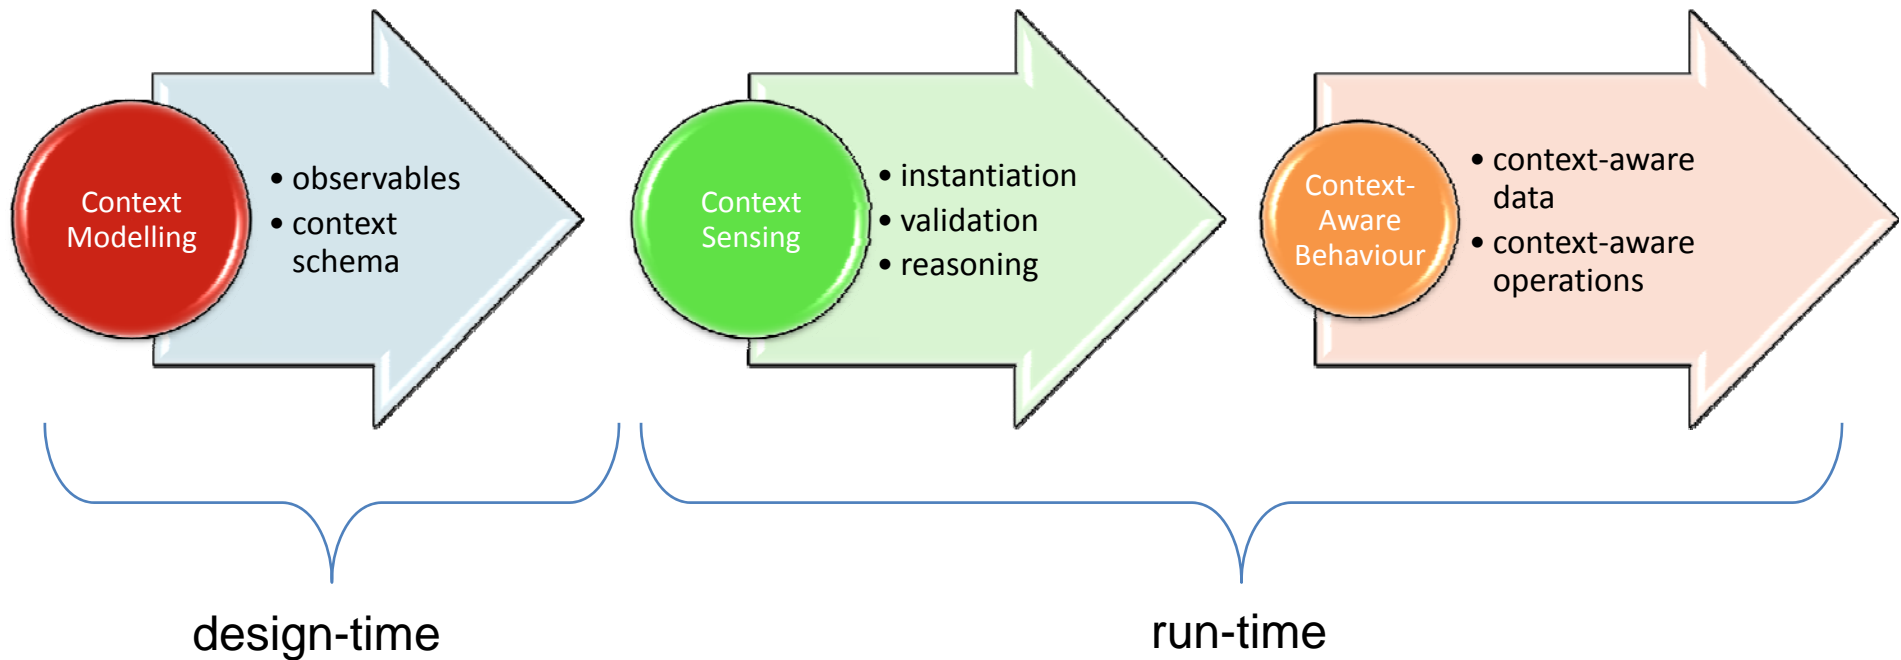 Context
Modelling
• observables
• context
schema
Context
Sensing
• instantiation
• validation
• reasoning
Context-
Aware
Behaviour
• context-aware
data
• context-aware
operations
design-time
run-time